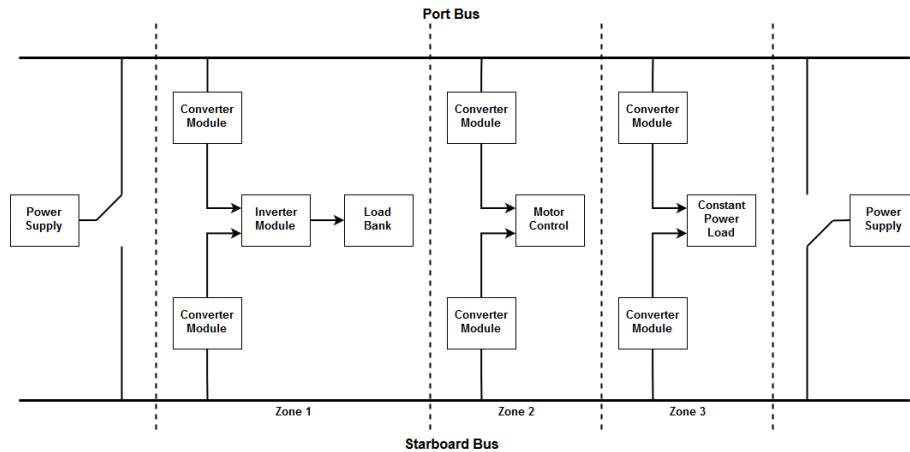 Port Bus
Converter
Module
Converter
Module
Converter
Module
Power
Supply
Inverter
Module
Load
Bank
Motor
Control
Constant
Power
Load
Power
Supply
Converter
Module
Converter
Module
Converter
Module
Zone 1
Zone 2
Zone 3
Starboard Bus